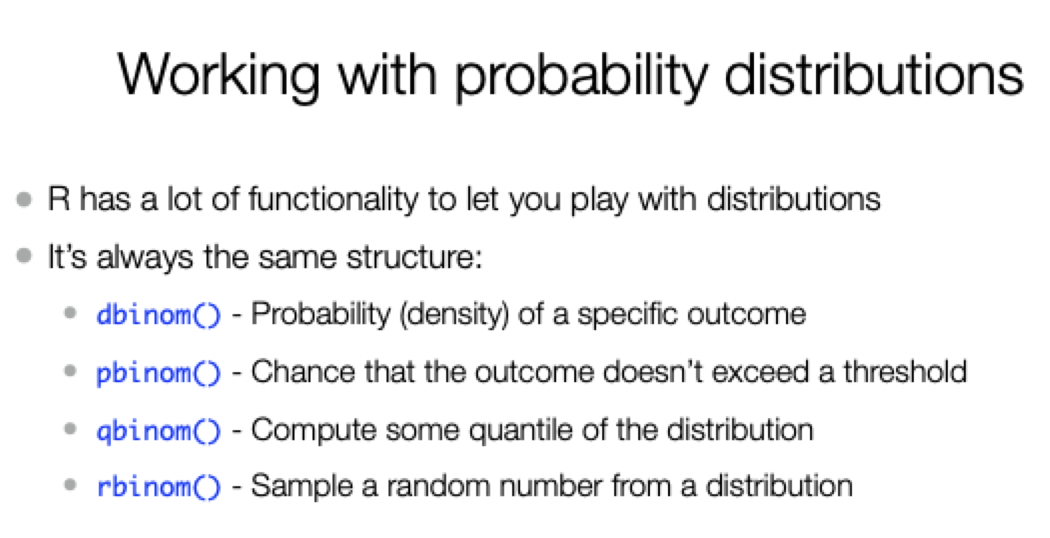 Working with probability distributions
R has a lot of functionality to let you play with distributions
It's always the same structure:
dbinom() - Probability (density) of a specific outcome
pbinom() - Chance that the outcome doesn't exceed a threshold
qbinom() - Compute some quantile of the distribution
rbinom() - Sample a random number from a distribution